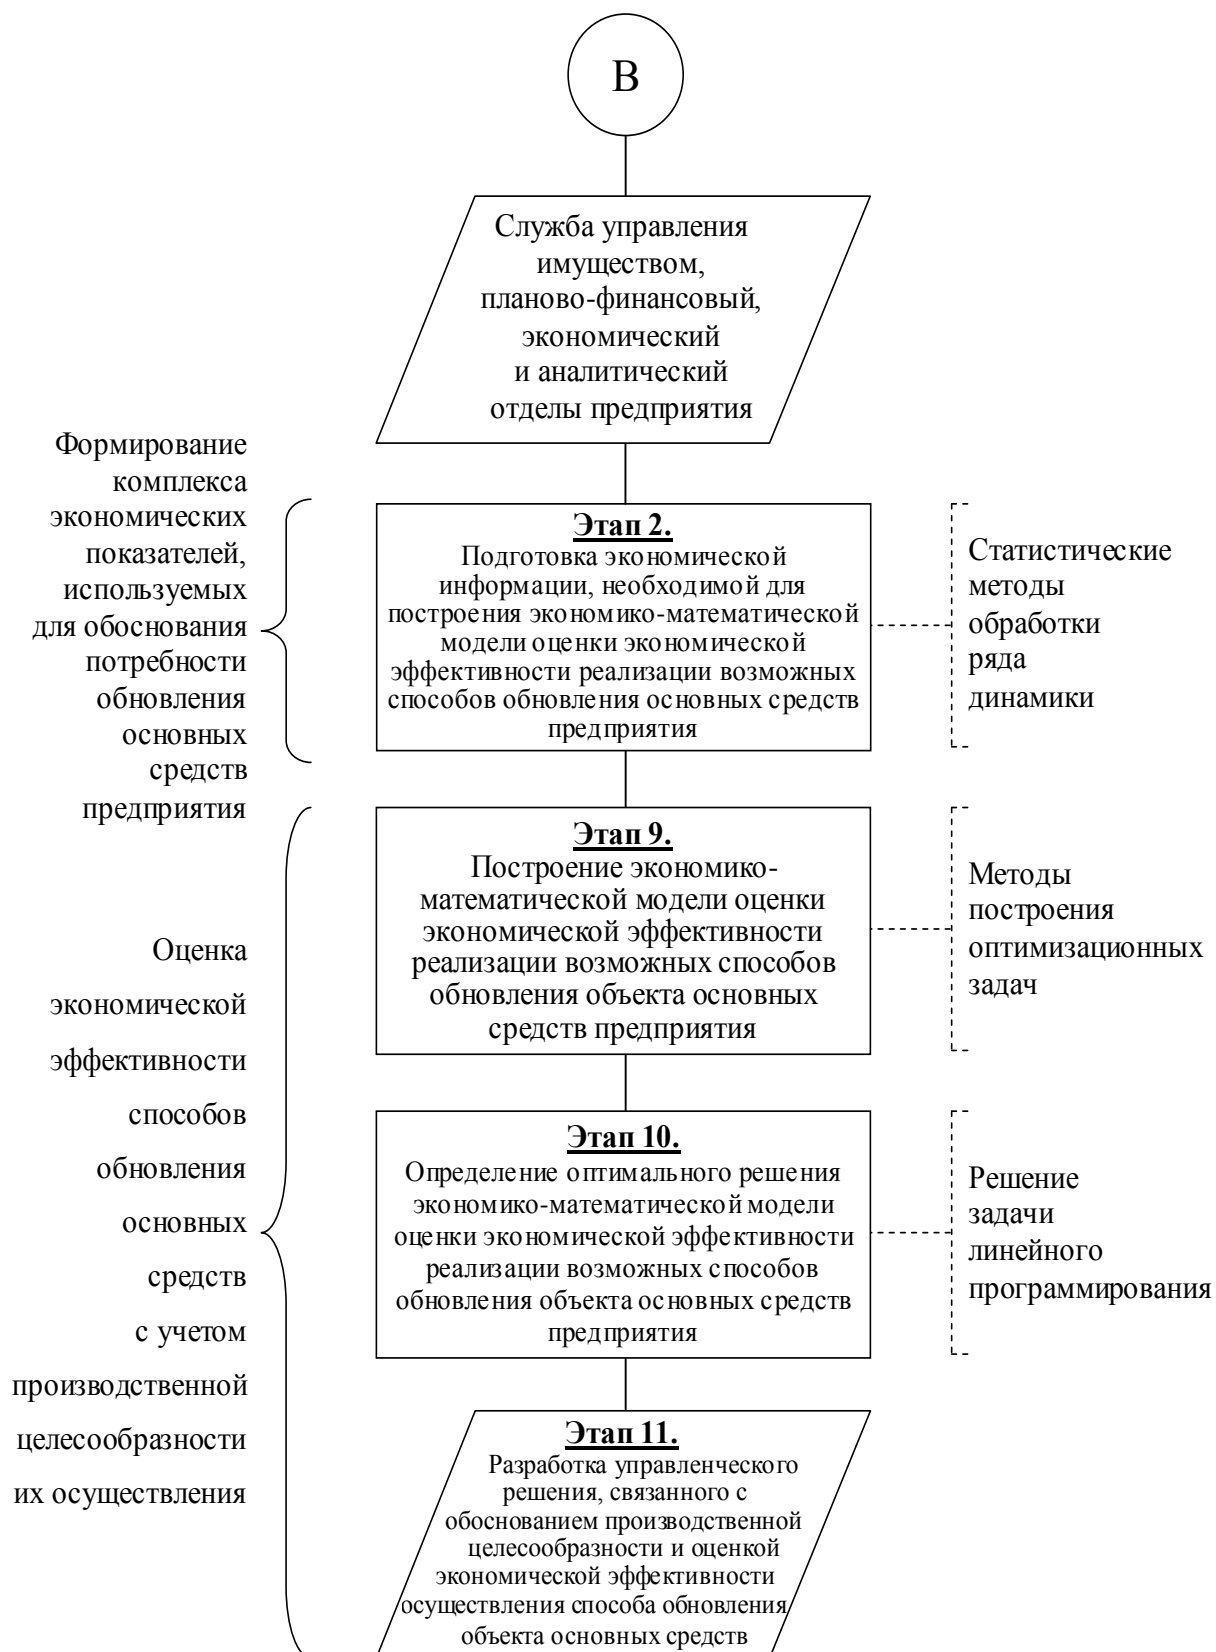 В
Служба управления
имуществом,
планово-финансовый,
экономический
и аналитический
отделы предприятия
Формирование
комплекса
экономических
показателей,
используемых
для обоснования
потребности
обновления
основных
средств
предприятия
Этап 2.
Подготовка экономической
информации, необходимой для
построения экономико-математической
модели оценки экономической
эффективности реализации возможных
способов обновления основных средств
предприятия
Статистические
методы
обработки
ряда
динамики
Оценка
экономической
эффективности
способов
обновления
основных
средств
с учетом
производственной
целесообразности
их осуществления
Этап 9.
Построение экономико-
математической модели оценки
экономической эффективности
реализации возможных способов
обновления объекта основных
средств предприятия
Методы
построения
оптимизационных
задач
Этап 10.
Определение оптимального решения
экономико-математической модели
оценки экономической эффективности
реализации возможных способов
обновления объекта основных средств
предприятия
Решение
задачи
линейного
программирования
Этап 11.
Разработка управленческого
решения, связанного с
обоснованием производственной
целесообразности и оценкой
экономической эффективности
осуществления способа обновления
объекта основных средств